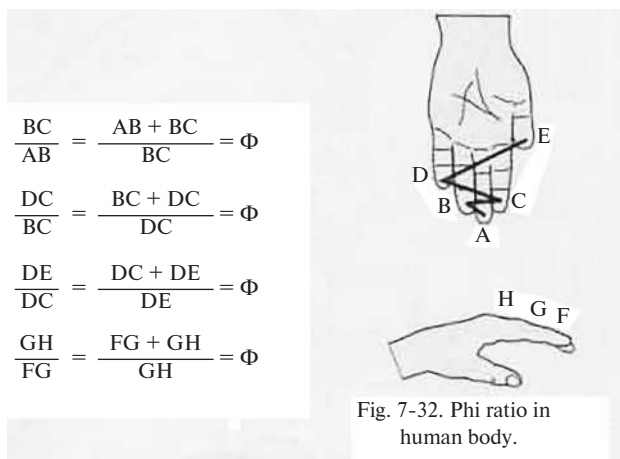 BC/AB = AB + BC/BC = Φ
DC/BC = BC + DC/DC = Φ
DE/DC = DC + DE/DE = Φ
GH/FG = FG + GH/GH = Φ
E
D
B
C
A
H G F
Fig. 7-32. Phi ratio in
human body.